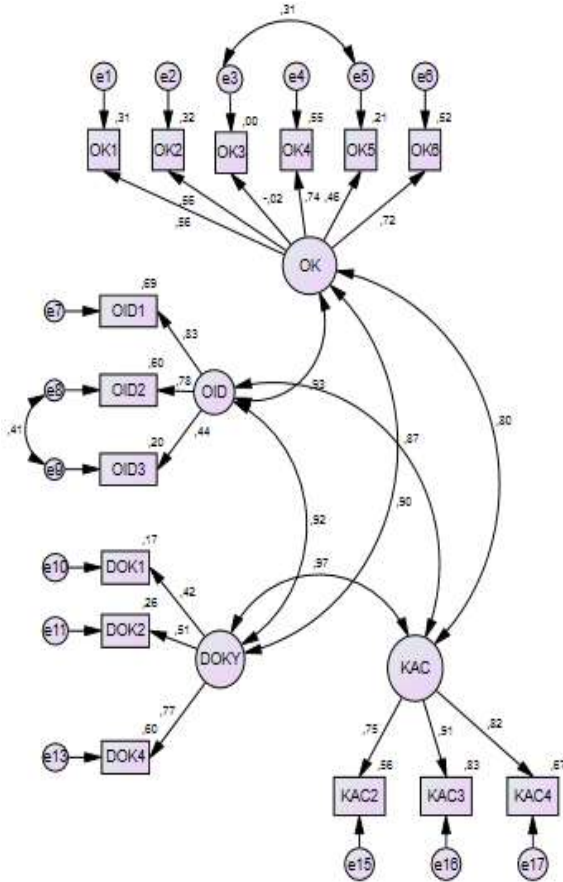 ,31
e1 e2 e3 e4 e5 e6
,31 ,32 ,00 ,55 ,21 ,52
OK1 OK2 OK3 OK4 OK5 OK6
,56 ,55 -,02 ,74 ,46 ,72
OK
,69
e7 OID1
,83
,60
e8 OID2 ,78 OID ,93
,41 ,20 ,44 ,87 ,80
e9 OID3
,90
,92
,17
e10 DOK1 ,97
,42
,26
e11 DOK2 ,51
DOKY KAC
,77
,60 ,75 ,91 ,82
e13 DOK4
,56 ,83 ,67
KAC2 KAC3 KAC4
e15 e16 e17